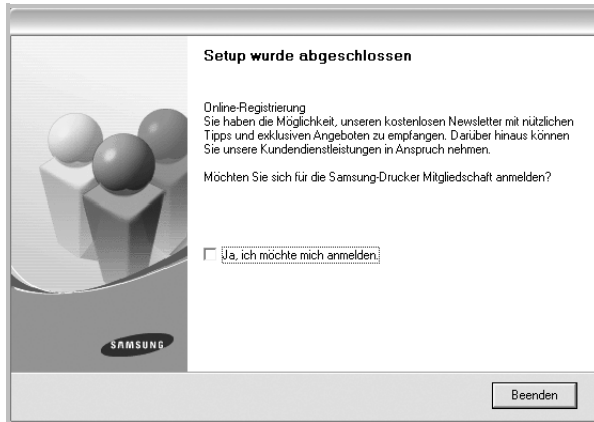 Setup wurde abgeschlossen
Online-Registrierung
Sie haben die Möglichkeit, unseren kostenlosen Newsletter mit nützlichen
Tipps und exklusiven Angeboten zu empfangen. Darüber hinaus können
Sie unsere Kundendienstleistungen in Anspruch nehmen.
Möchten Sie sich für die Samsung-Drucker Mitgliedschaft anmelden?
Ja, ich möchte mich anmelden.
SAMSUNG
Beenden